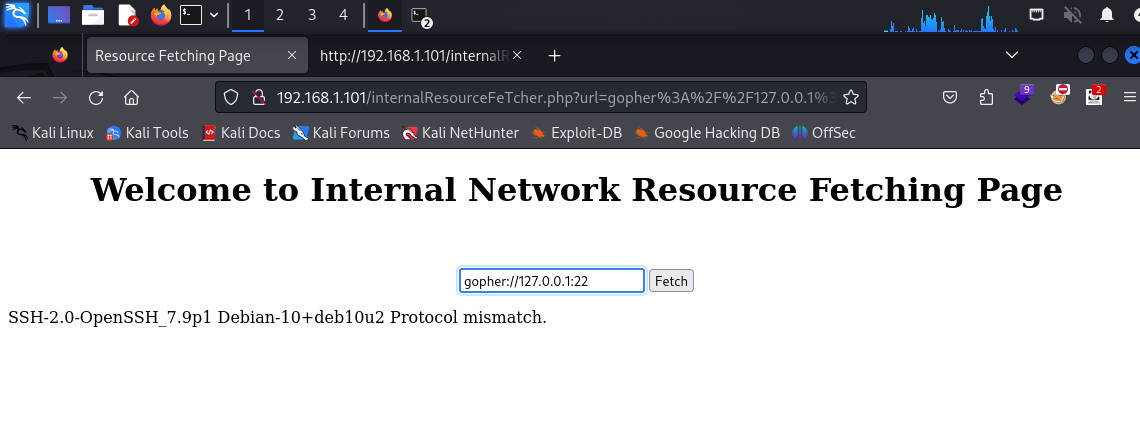 1 2 3 4 2
Resource Fetching Page × http://192.168.1.101/internalR × +
192.168.1.101/internalResourceFeTcher.php?url=gopher%3A%2F%2F127.0.0.1%3 9 2
Kali Linux Kali Tools Kali Docs Kali Forums Kali NetHunter Exploit-DB Google Hacking DB OffSec
Welcome to Internal Network Resource Fetching Page
gopher://127.0.0.1:22 Fetch
SSH-2.0-OpenSSH_7.9p1 Debian-10+deb10u2 Protocol mismatch.